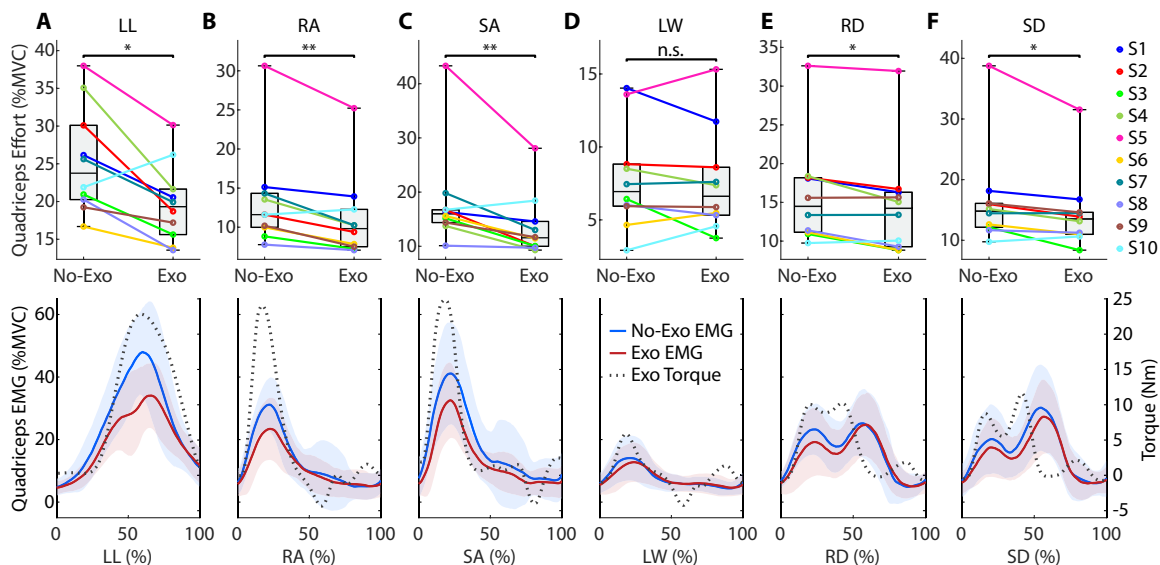 A LL B RA C SA D LW E RD F SD
* ** ** n.s. * *
Quadriceps Effort (%MVC)
40
35
30
25
20
15
30
25
20
15
10
40
30
20
10
15
10
5
35
30
25
20
15
10
40
30
20
10
No-Exo Exo No-Exo Exo No-Exo Exo No-Exo Exo No-Exo Exo No-Exo Exo
S1
S2
S3
S4
S5
S6
S7
S8
S9
S10
Quadriceps EMG (%MVC)
60
40
20
0
No-Exo EMG
Exo EMG
Exo Torque
25
20
15
10
5
0
-5
Torque (Nm)
0 50 100 0 50 100 0 50 100 0 50 100 0 50 100 0 50 100
LL (%) RA (%) SA (%) LW (%) RD (%) SD (%)